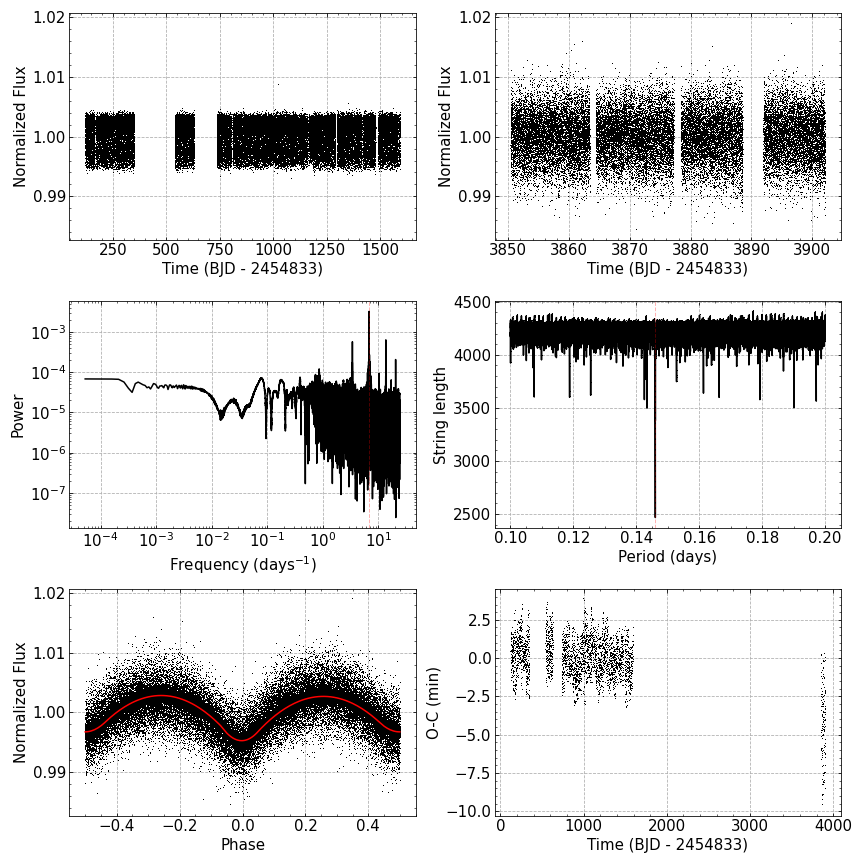 1.02
1.01
1.00
0.99
Normalized Flux
250 500 750 1000 1250 1500
Time (BJD - 2454833)
1.02
1.01
1.00
0.99
Normalized Flux
3850 3860 3870 3880 3890 3900
Time (BJD - 2454833)
10⁻³
10⁻⁴
10⁻⁵
10⁻⁶
10⁻⁷
Power
10⁻⁴ 10⁻³ 10⁻² 10⁻¹ 10⁰ 10¹
Frequency (days⁻¹)
4500
4000
3500
3000
2500
String length
0.10 0.12 0.14 0.16 0.18 0.20
Period (days)
1.02
1.01
1.00
0.99
Normalized Flux
−0.4 −0.2 0.0 0.2 0.4
Phase
2.5
0.0
−2.5
−5.0
−7.5
−10.0
O-C (min)
0 1000 2000 3000 4000
Time (BJD - 2454833)